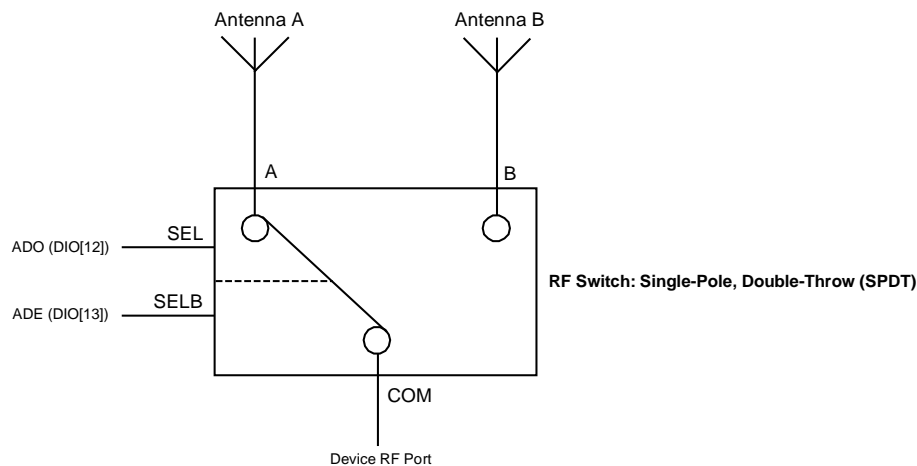 Antenna A
Antenna B
A
B
SEL
ADO (DIO[12])
RF Switch: Single-Pole, Double-Throw (SPDT)
SELB
ADE (DIO[13])
COM
Device RF Port